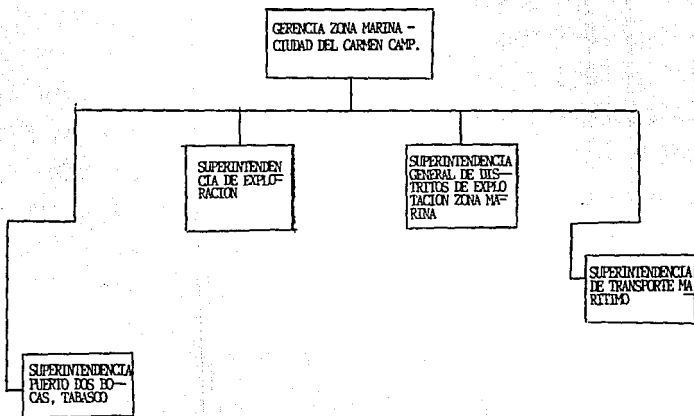 GERENCIA ZONA MARINA -
CIUDAD DEL CARMEN CAMP.
SUPERINTENDEN
CIA DE EXPLO-
RACION
SUPERINTENDENCIA
GENERAL DE DIS-
TRITOS DE EXPLO
TACION ZONA MA-
RINA
SUPERINTENDENCIA
DE TRANSPORTE MA
RITIMO
SUPERINTENDENCIA
PUERTO DOS BO-
CAS, TABASCO